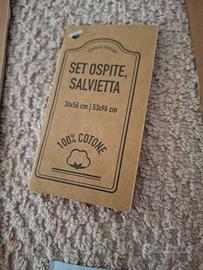 SET OSPITE,
SALVIETTA
36x56 cm | 53x96 cm
100% COTONE